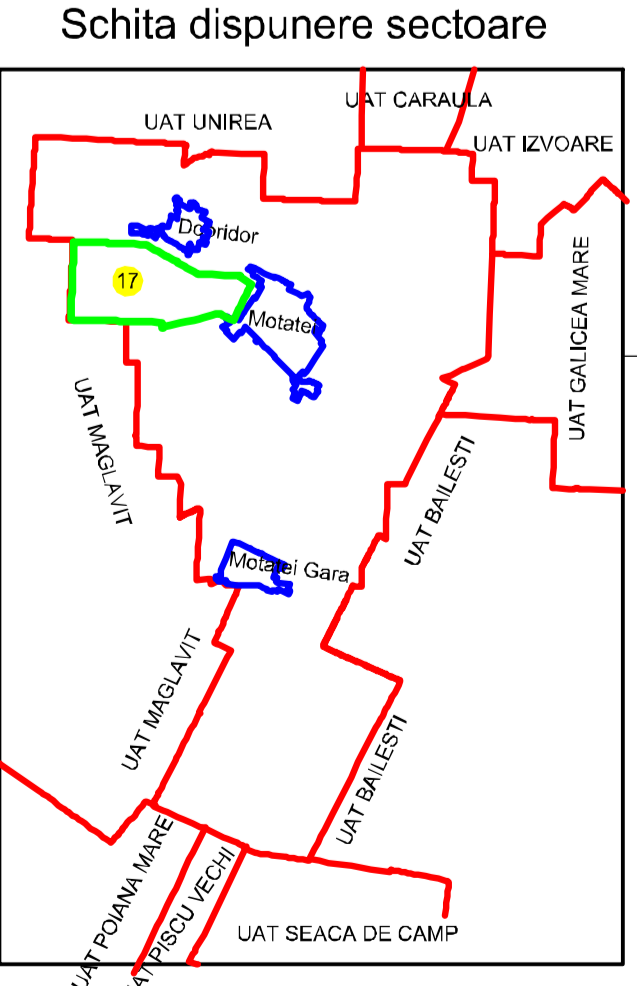 Schita dispunere sectoare
UAT CARAULA
UAT UNIREA
UAT IZVOARE
Dobridor
UAT GALICEA MARE
17
Motatei
UAT MAGLAVIT
UAT BAILESTI
Motatei Gara
UAT MAGLAVIT
UAT BAILESTI
UAT POIANA MARE
UAT PISCU VECHI
UAT SEACA DE CAMP